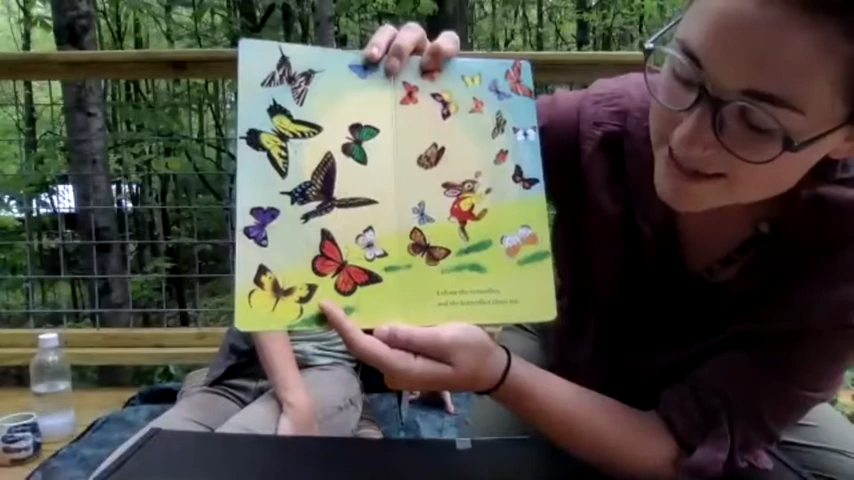 I chase the butterflies,
and the butterflies chase me.